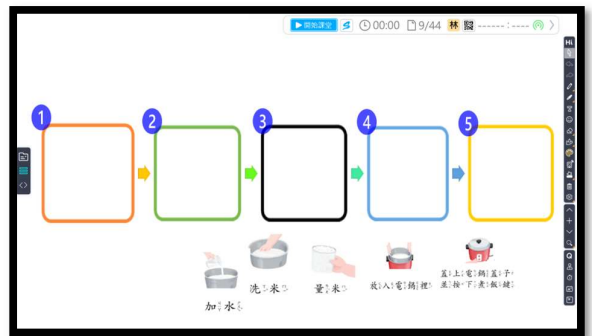 開始課堂 00:00 9/44 林 ------ : ----
Hi
1 2 3 4 5
加水
洗米
量米
放入電鍋裡
蓋上電鍋蓋子
並按下煮飯鍵